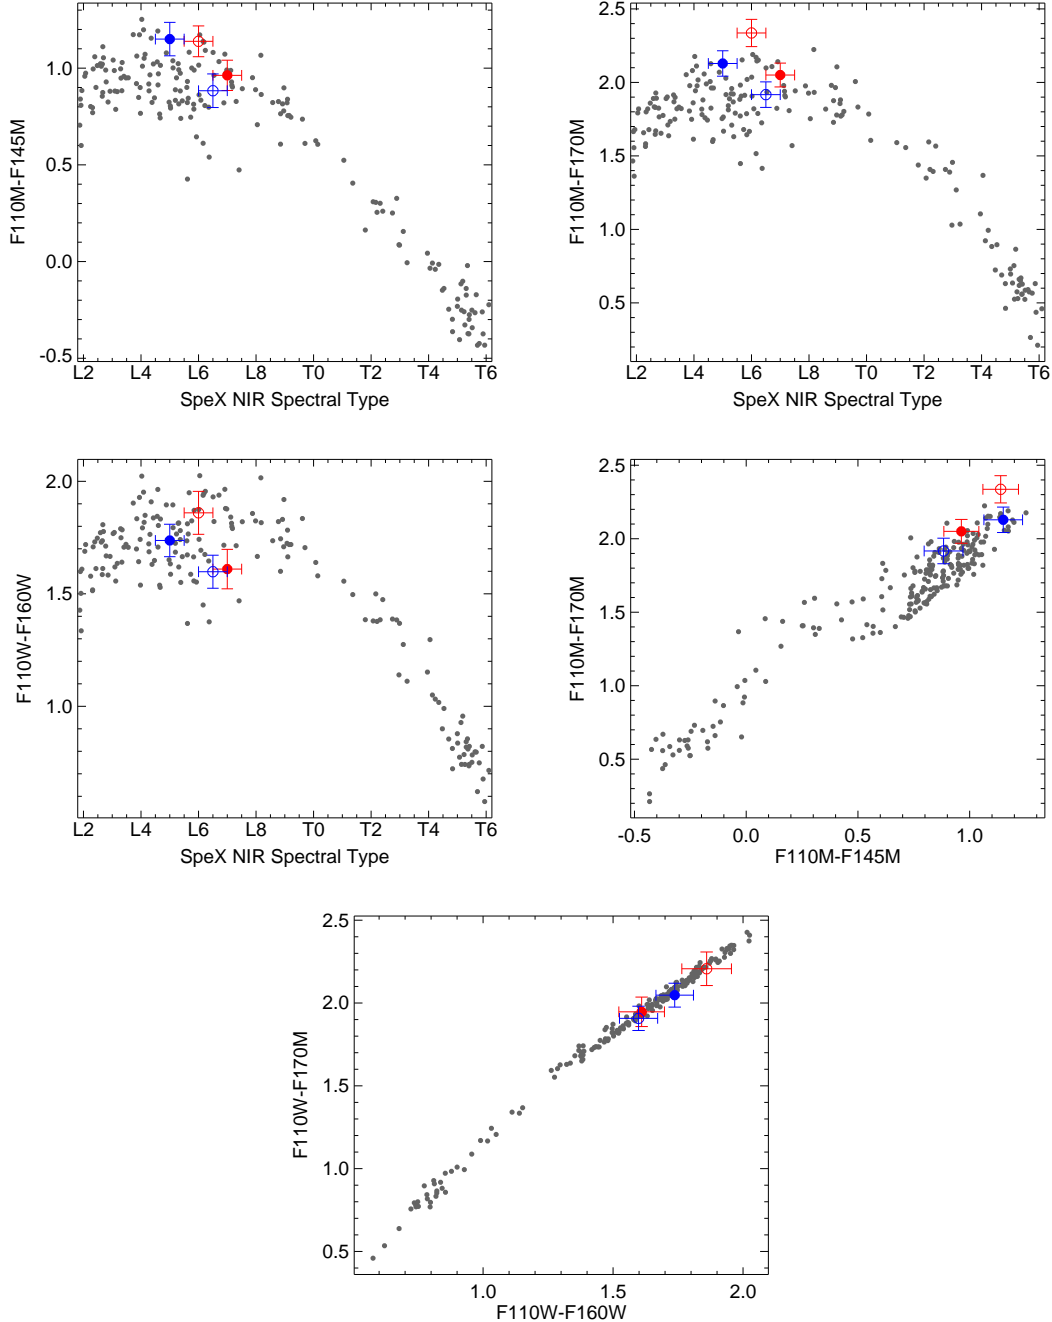 1.0
0.5
0.0
-0.5
F110M-F145M
L2 L4 L6 L8 T0 T2 T4 T6
SpeX NIR Spectral Type
2.5
2.0
1.5
1.0
0.5
F110M-F170M
L2 L4 L6 L8 T0 T2 T4 T6
SpeX NIR Spectral Type
2.0
1.5
1.0
F110W-F160W
L2 L4 L6 L8 T0 T2 T4 T6
SpeX NIR Spectral Type
2.5
2.0
1.5
1.0
0.5
F110M-F170M
-0.5 0.0 0.5 1.0
F110M-F145M
2.5
2.0
1.5
1.0
0.5
F110W-F170M
1.0 1.5 2.0
F110W-F160W